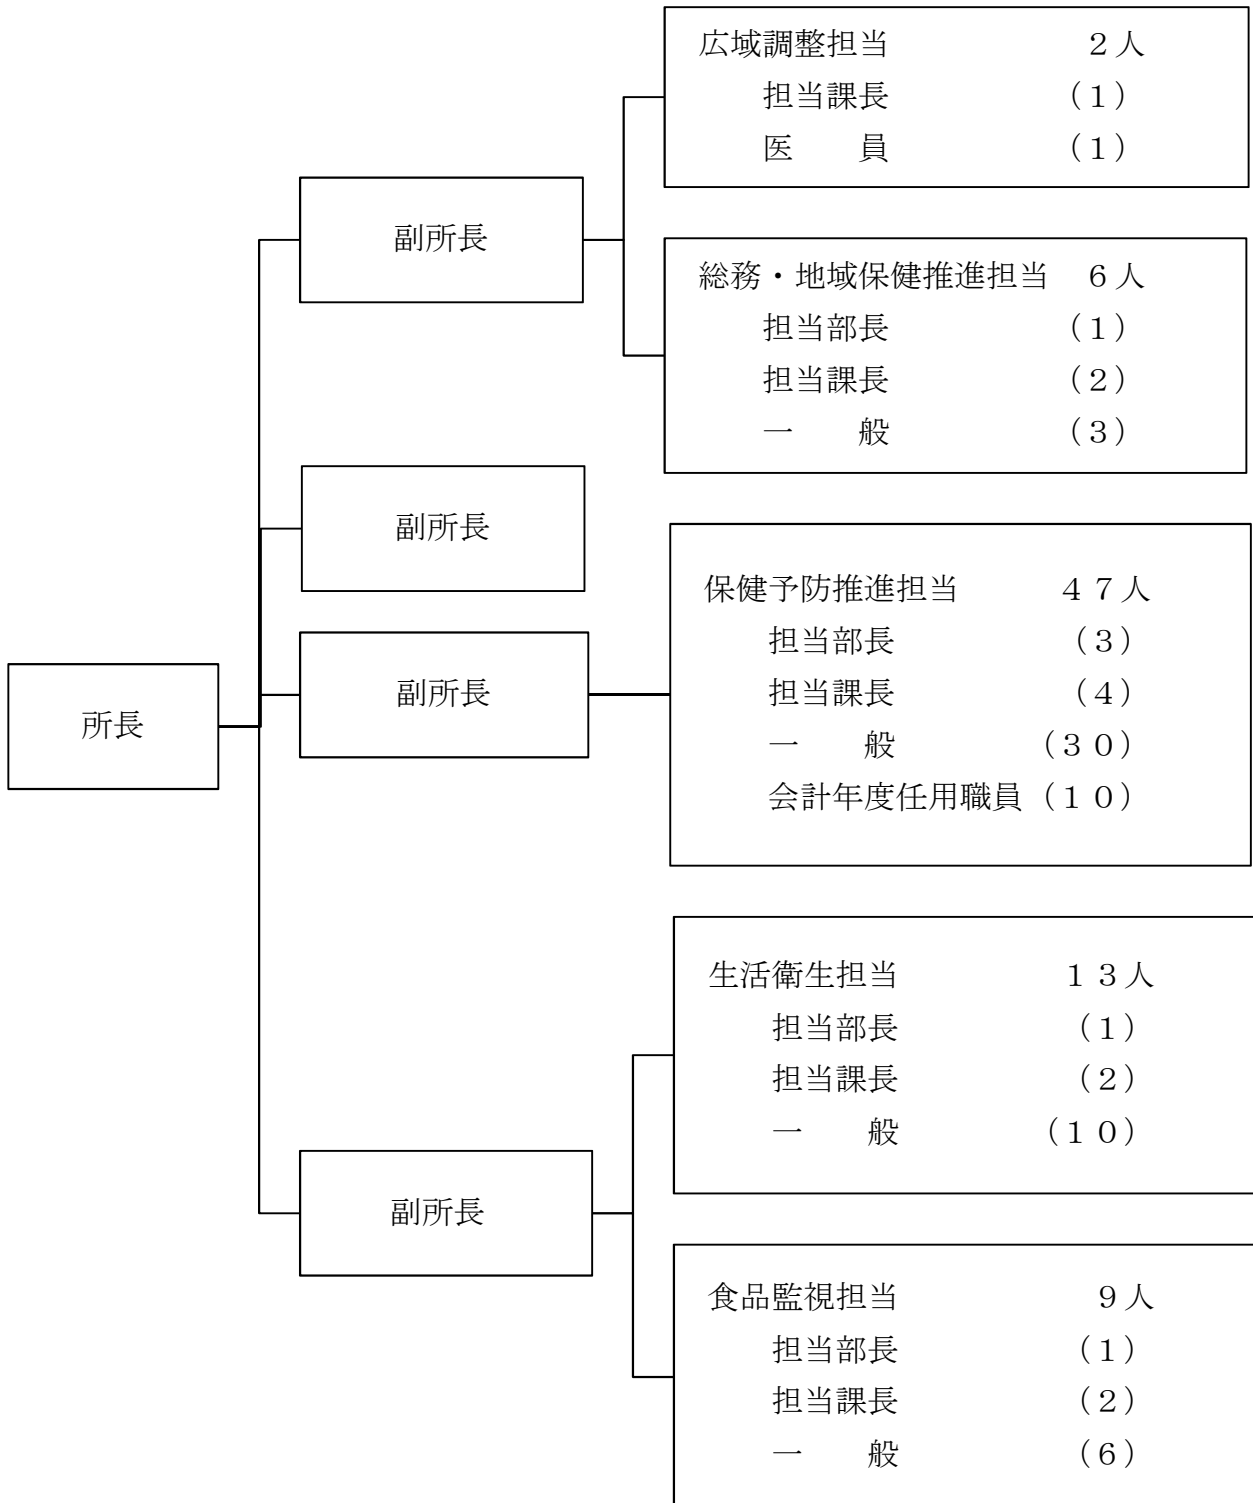 広域調整担当 ２人
担当課長 （１）
医 員 （１）
副所長
総務・地域保健推進担当 ６人
担当部長 （１）
担当課長 （２）
一 般 （３）
副所長
保健予防推進担当 ４７人
担当部長 （３）
担当課長 （４）
一 般 （３０）
会計年度任用職員（１０）
副所長
所長
生活衛生担当 １３人
担当部長 （１）
担当課長 （２）
一 般 （１０）
副所長
食品監視担当 ９人
担当部長 （１）
担当課長 （２）
一 般 （６）